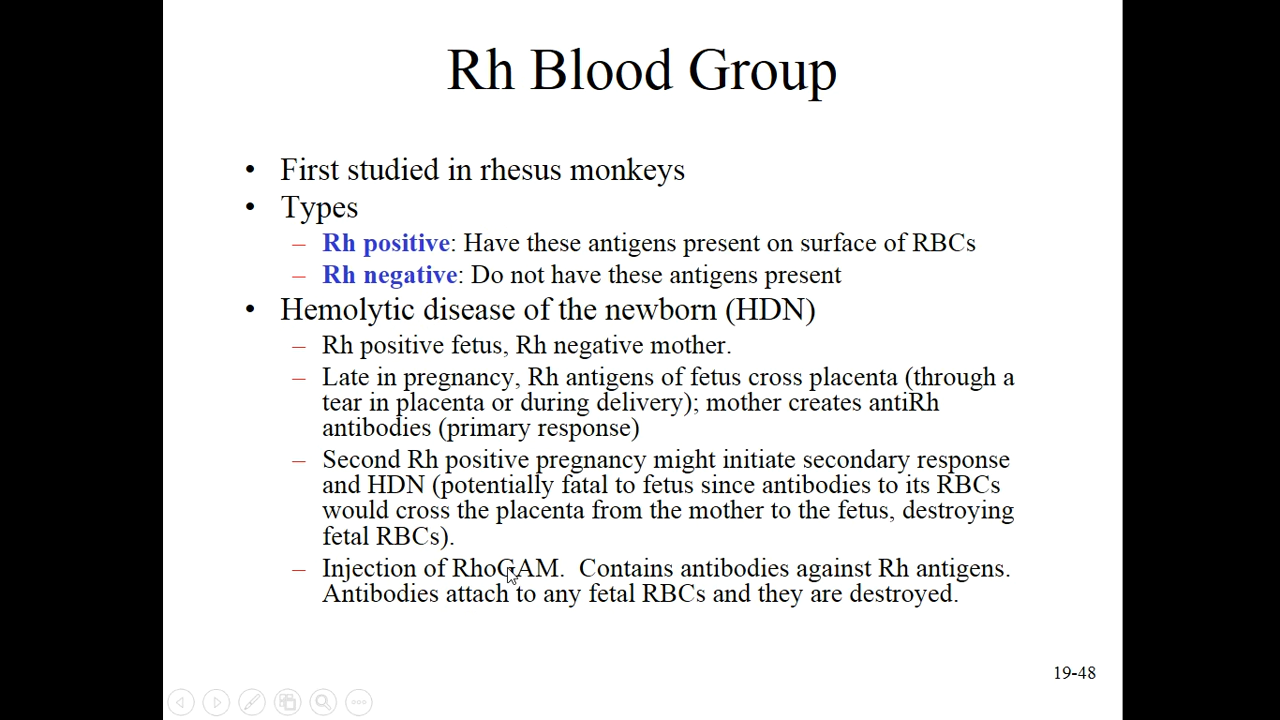 Rh Blood Group
• First studied in rhesus monkeys
• Types
– Rh positive: Have these antigens present on surface of RBCs
– Rh negative: Do not have these antigens present
• Hemolytic disease of the newborn (HDN)
– Rh positive fetus, Rh negative mother.
– Late in pregnancy, Rh antigens of fetus cross placenta (through a
tear in placenta or during delivery); mother creates antiRh
antibodies (primary response)
– Second Rh positive pregnancy might initiate secondary response
and HDN (potentially fatal to fetus since antibodies to its RBCs
would cross the placenta from the mother to the fetus, destroying
fetal RBCs).
– Injection of RhoGAM.  Contains antibodies against Rh antigens.
Antibodies attach to any fetal RBCs and they are destroyed.
19-48